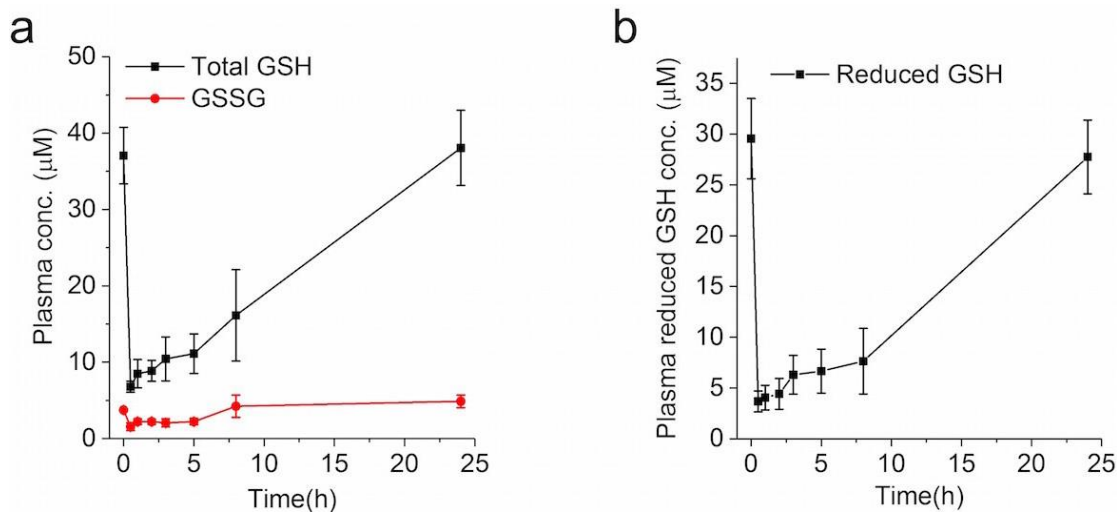 a
Total GSH
GSSG
Plasma conc. (μM)
50
40
30
20
10
0
0 5 10 15 20 25
Time(h)
b
Reduced GSH
Plasma reduced GSH conc. (μM)
35
30
25
20
15
10
5
0
0 5 10 15 20 25
Time(h)